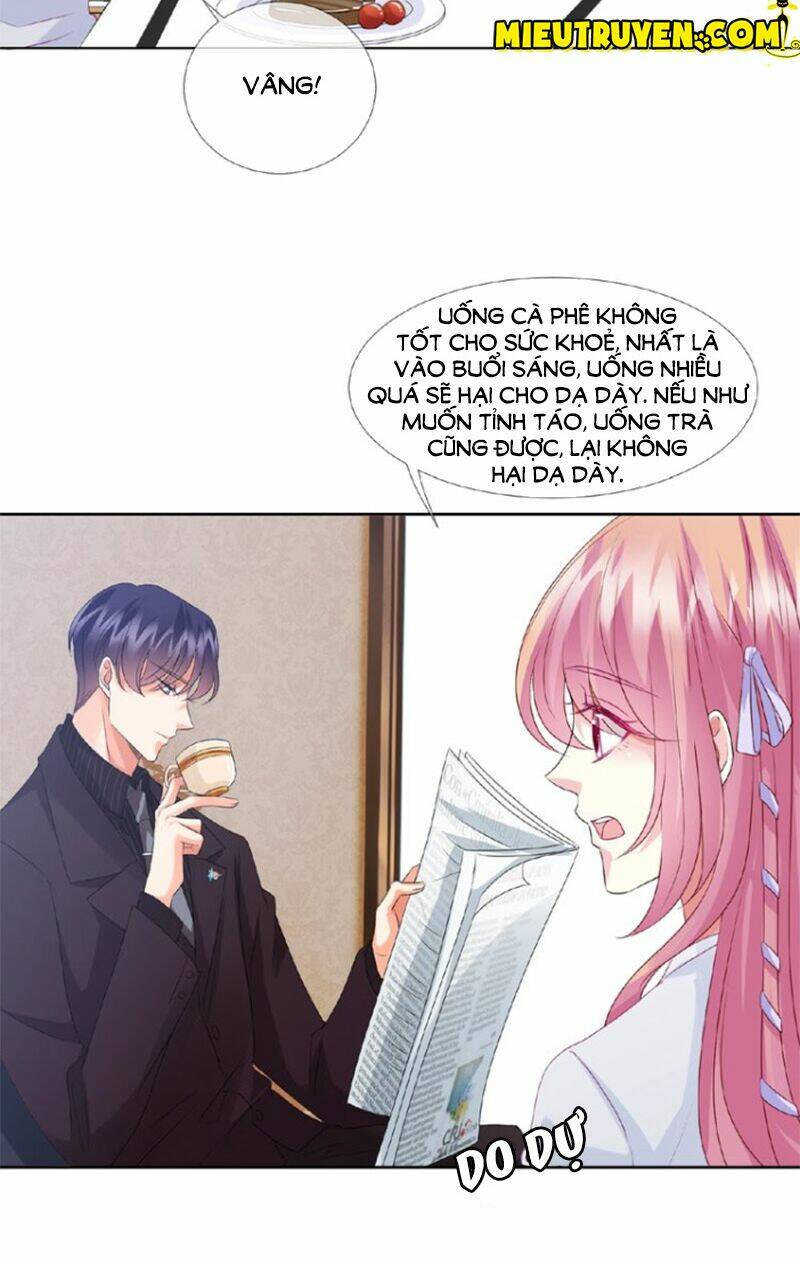 MIEUTRUYEN.COM
VÂNG!
UỐNG CÀ PHÊ KHÔNG
TỐT CHO SỨC KHOẺ, NHẤT LÀ
VÀO BUỔI SÁNG, UỐNG NHIỀU
QUÁ SẼ HẠI CHO DẠ DÀY. NẾU NHƯ
MUỐN TỈNH TÁO, UỐNG TRÀ
CŨNG ĐƯỢC, LẠI KHÔNG
HẠI DẠ DÀY.
DO DỰ